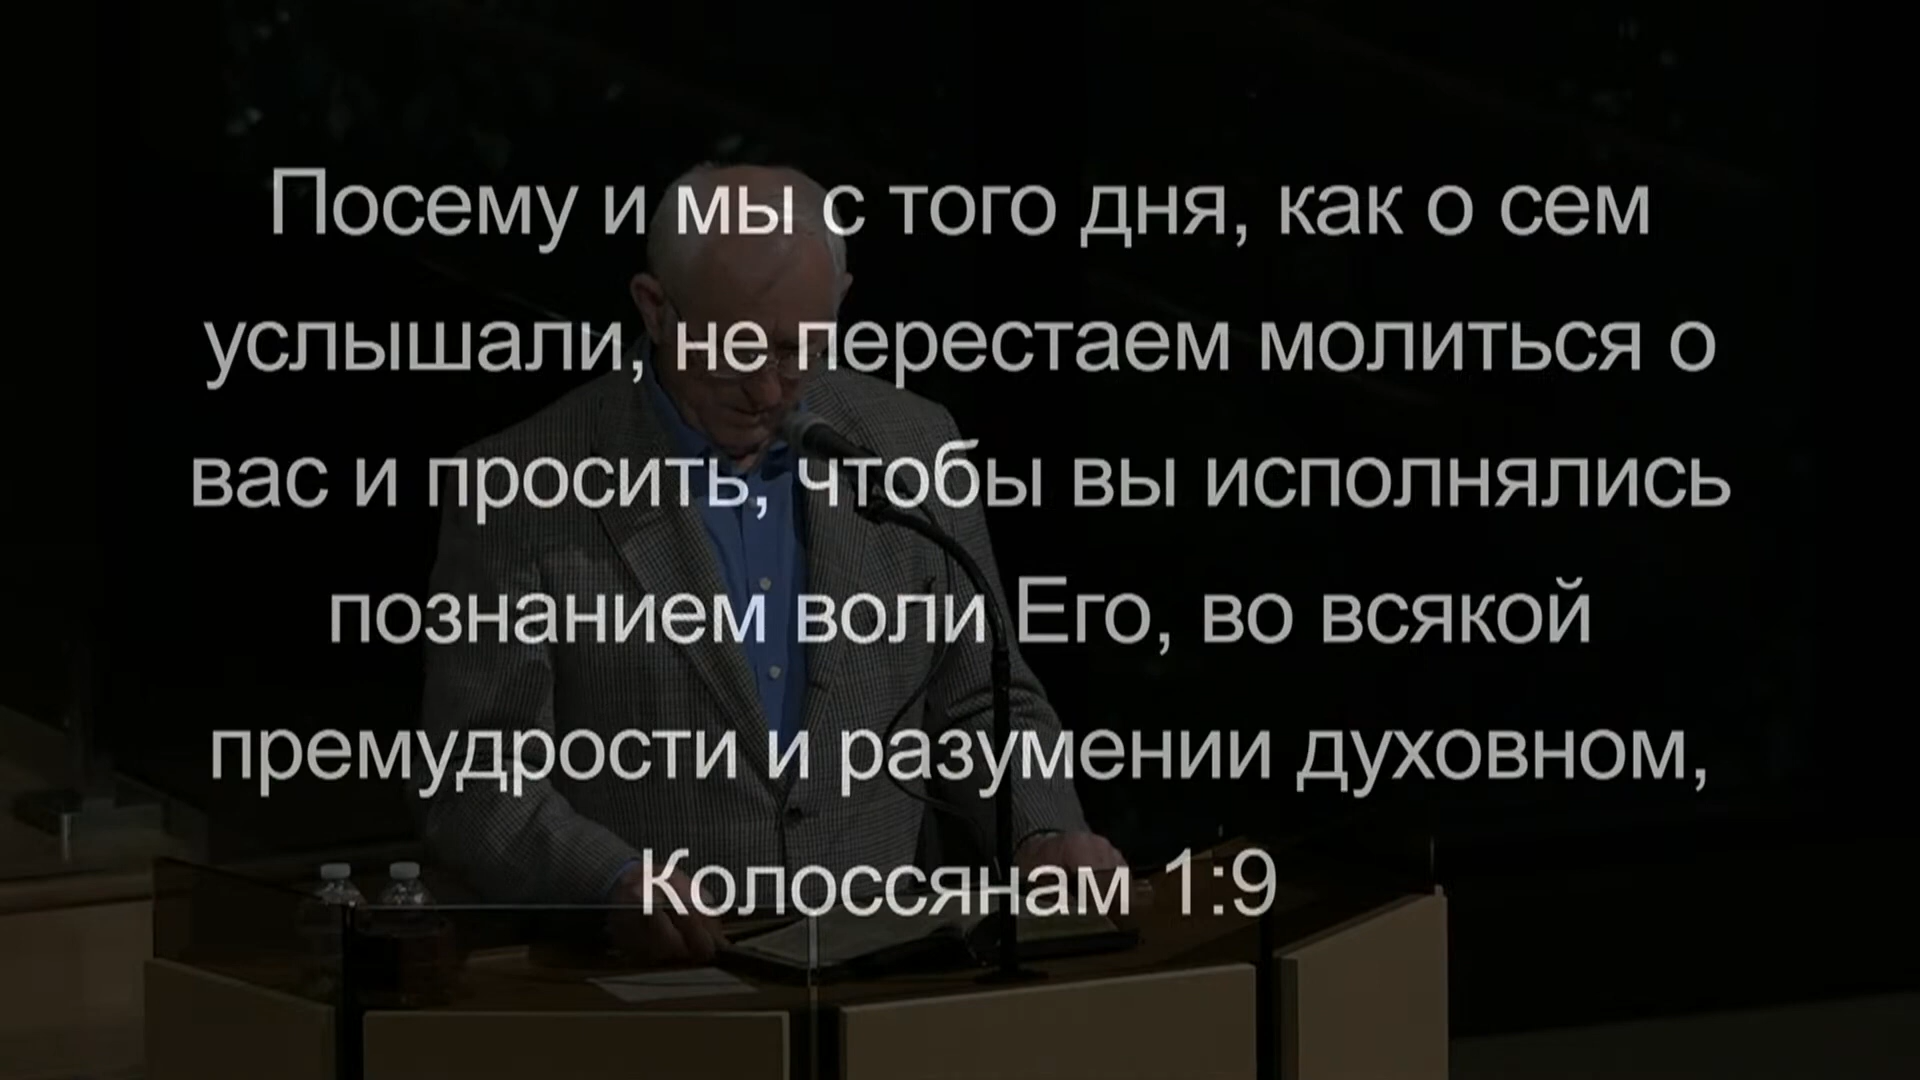 Посему и мы с того дня, как о сем
услышали, не перестаем молиться о
вас и просить, чтобы вы исполнялись
познанием воли Его, во всякой
премудрости и разумении духовном,
Колоссянам 1:9